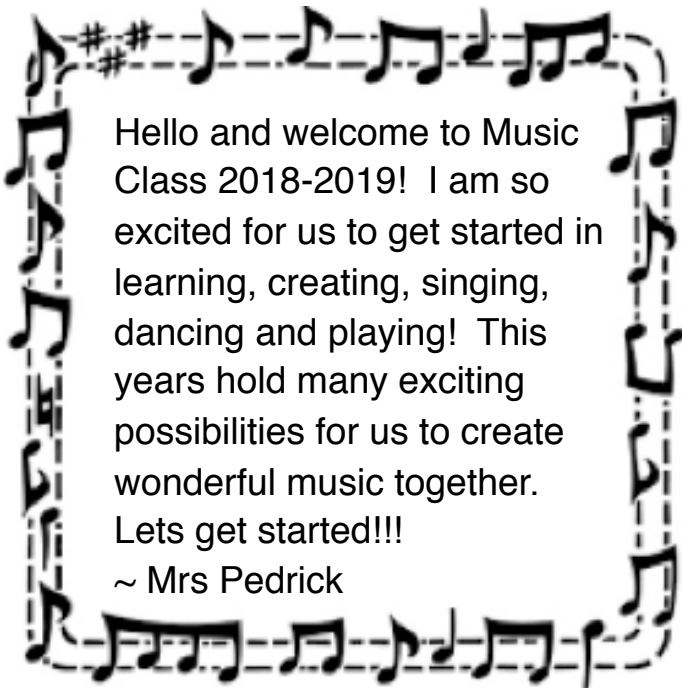 Hello and welcome to Music
Class 2018-2019!  I am so
excited for us to get started in
learning, creating, singing,
dancing and playing!  This
years hold many exciting
possibilities for us to create
wonderful music together.
Lets get started!!!
~ Mrs Pedrick